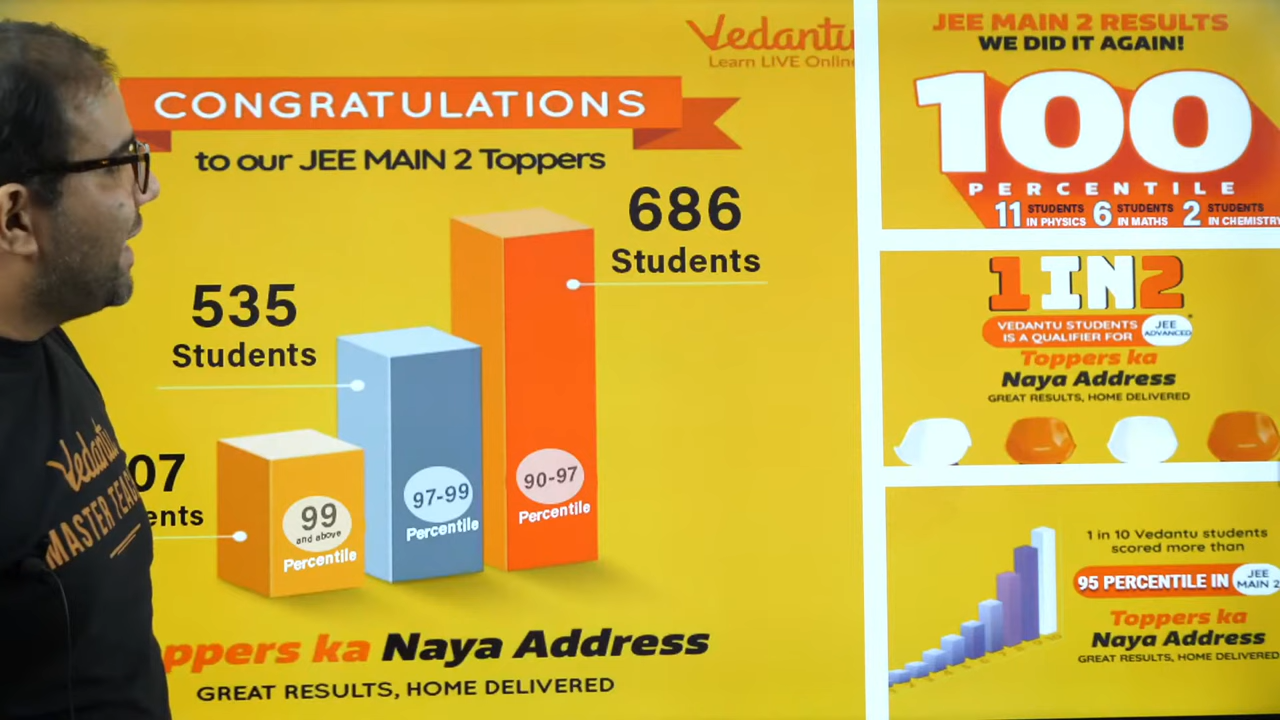 Vedantu
Learn LIVE Online
CONGRATULATIONS
to our JEE MAIN 2 Toppers
686
Students
535
Students
07
ents
99
and above
Percentile
97-99
Percentile
90-97
Percentile
ppers ka Naya Address
GREAT RESULTS, HOME DELIVERED
Vedantu
MASTER TEA
JEE MAIN 2 RESULTS
WE DID IT AGAIN!
100
PERCENTILE
11 STUDENTS IN PHYSICS 6 STUDENTS IN MATHS 2 STUDENTS IN CHEMISTRY
1 IN 2
VEDANTU STUDENTS
IS A QUALIFIER FOR
JEE
ADVANCED*
Toppers ka
Naya Address
GREAT RESULTS, HOME DELIVERED
1 in 10 Vedantu students
scored more than
95 PERCENTILE IN JEE MAIN 2
Toppers ka
Naya Address
GREAT RESULTS, HOME DELIVERED